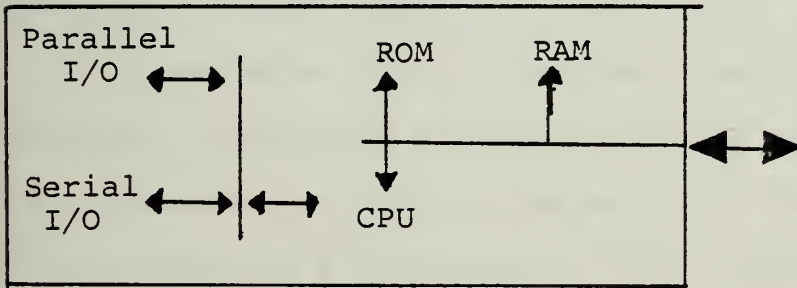 Parallel
I/O
ROM
RAM
Serial
I/O
CPU